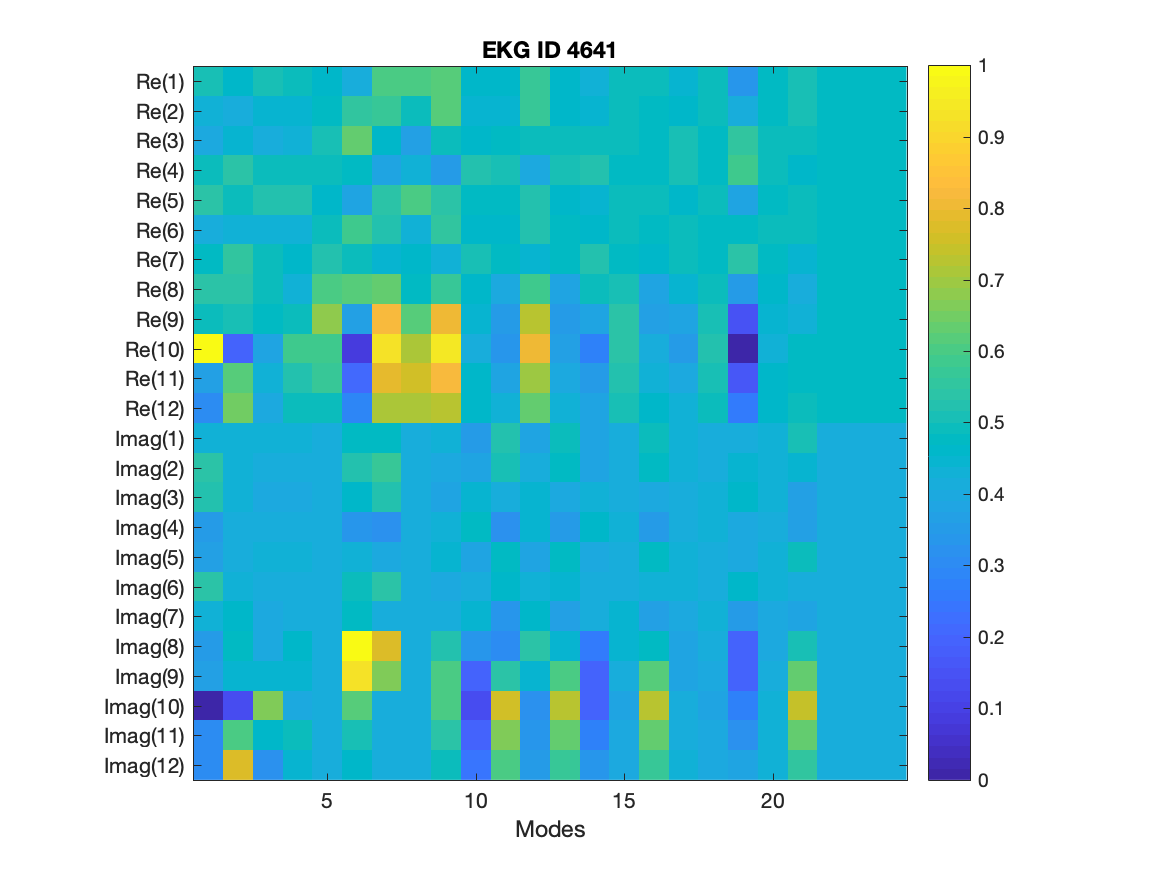 EKG ID 4641
Re(1)
Re(2)
Re(3)
Re(4)
Re(5)
Re(6)
Re(7)
Re(8)
Re(9)
Re(10)
Re(11)
Re(12)
Imag(1)
Imag(2)
Imag(3)
Imag(4)
Imag(5)
Imag(6)
Imag(7)
Imag(8)
Imag(9)
Imag(10)
Imag(11)
Imag(12)
5 10 15 20
Modes
1
0.9
0.8
0.7
0.6
0.5
0.4
0.3
0.2
0.1
0